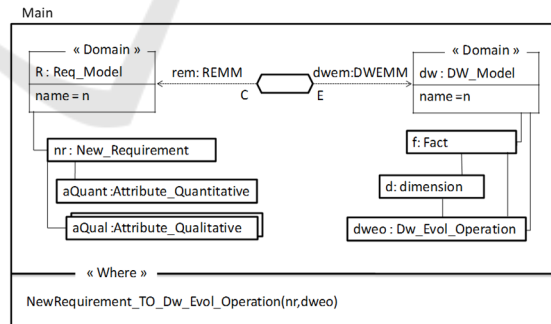 Main
« Domain »
R : Req_Model
name = n
rem: REMM
dwem:DWEMM
C
E
« Domain »
dw : DW_Model
name =n
nr : New_Requirement
aQuant :Attribute_Quantitative
aQual :Attribute_Qualitative
f: Fact
d: dimension
dweo : Dw_Evol_Operation
« Where »
NewRequirement_TO_Dw_Evol_Operation(nr,dweo)